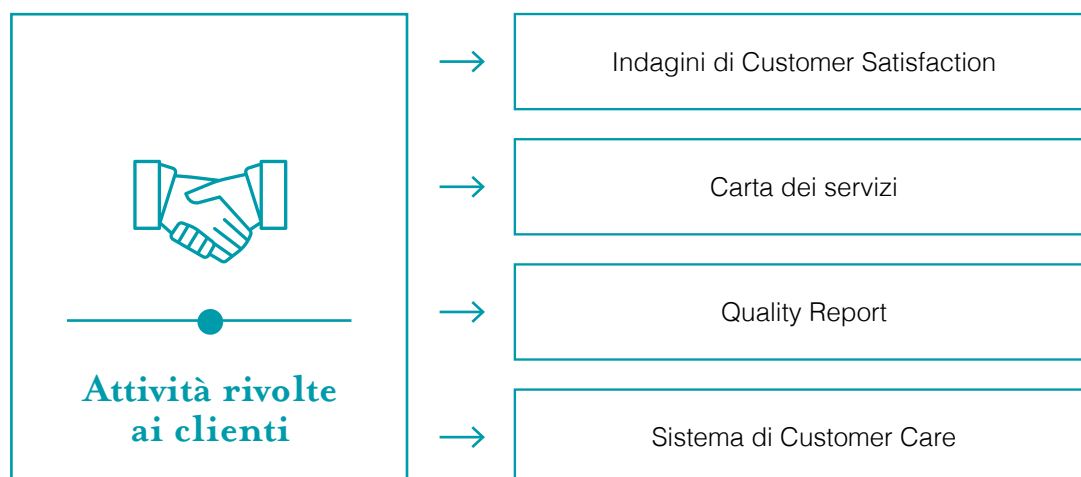 Attività rivolte
ai clienti
Indagini di Customer Satisfaction
Carta dei servizi
Quality Report
Sistema di Customer Care